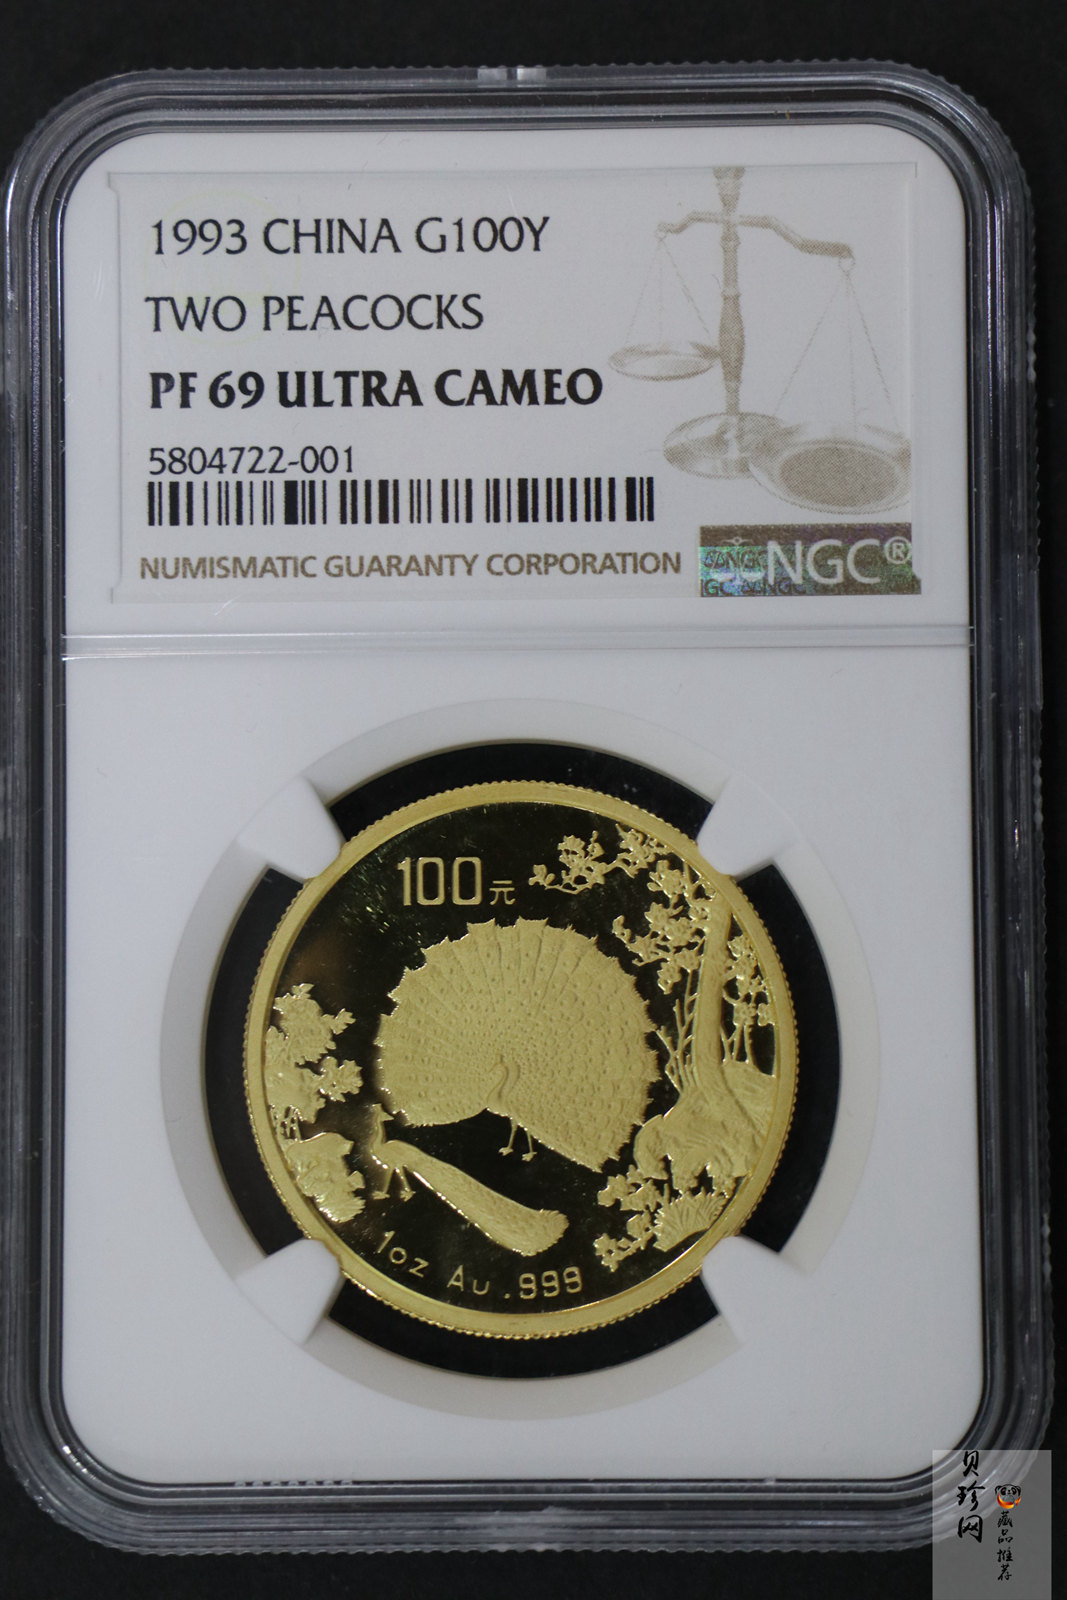 1993 CHINA G100Y
TWO PEACOCKS
PF 69 ULTRA CAMEO
5804722-001
NUMISMATIC GUARANTY CORPORATION
NGC®
100元
1oz Au .999
贝珍网
藏品推荐